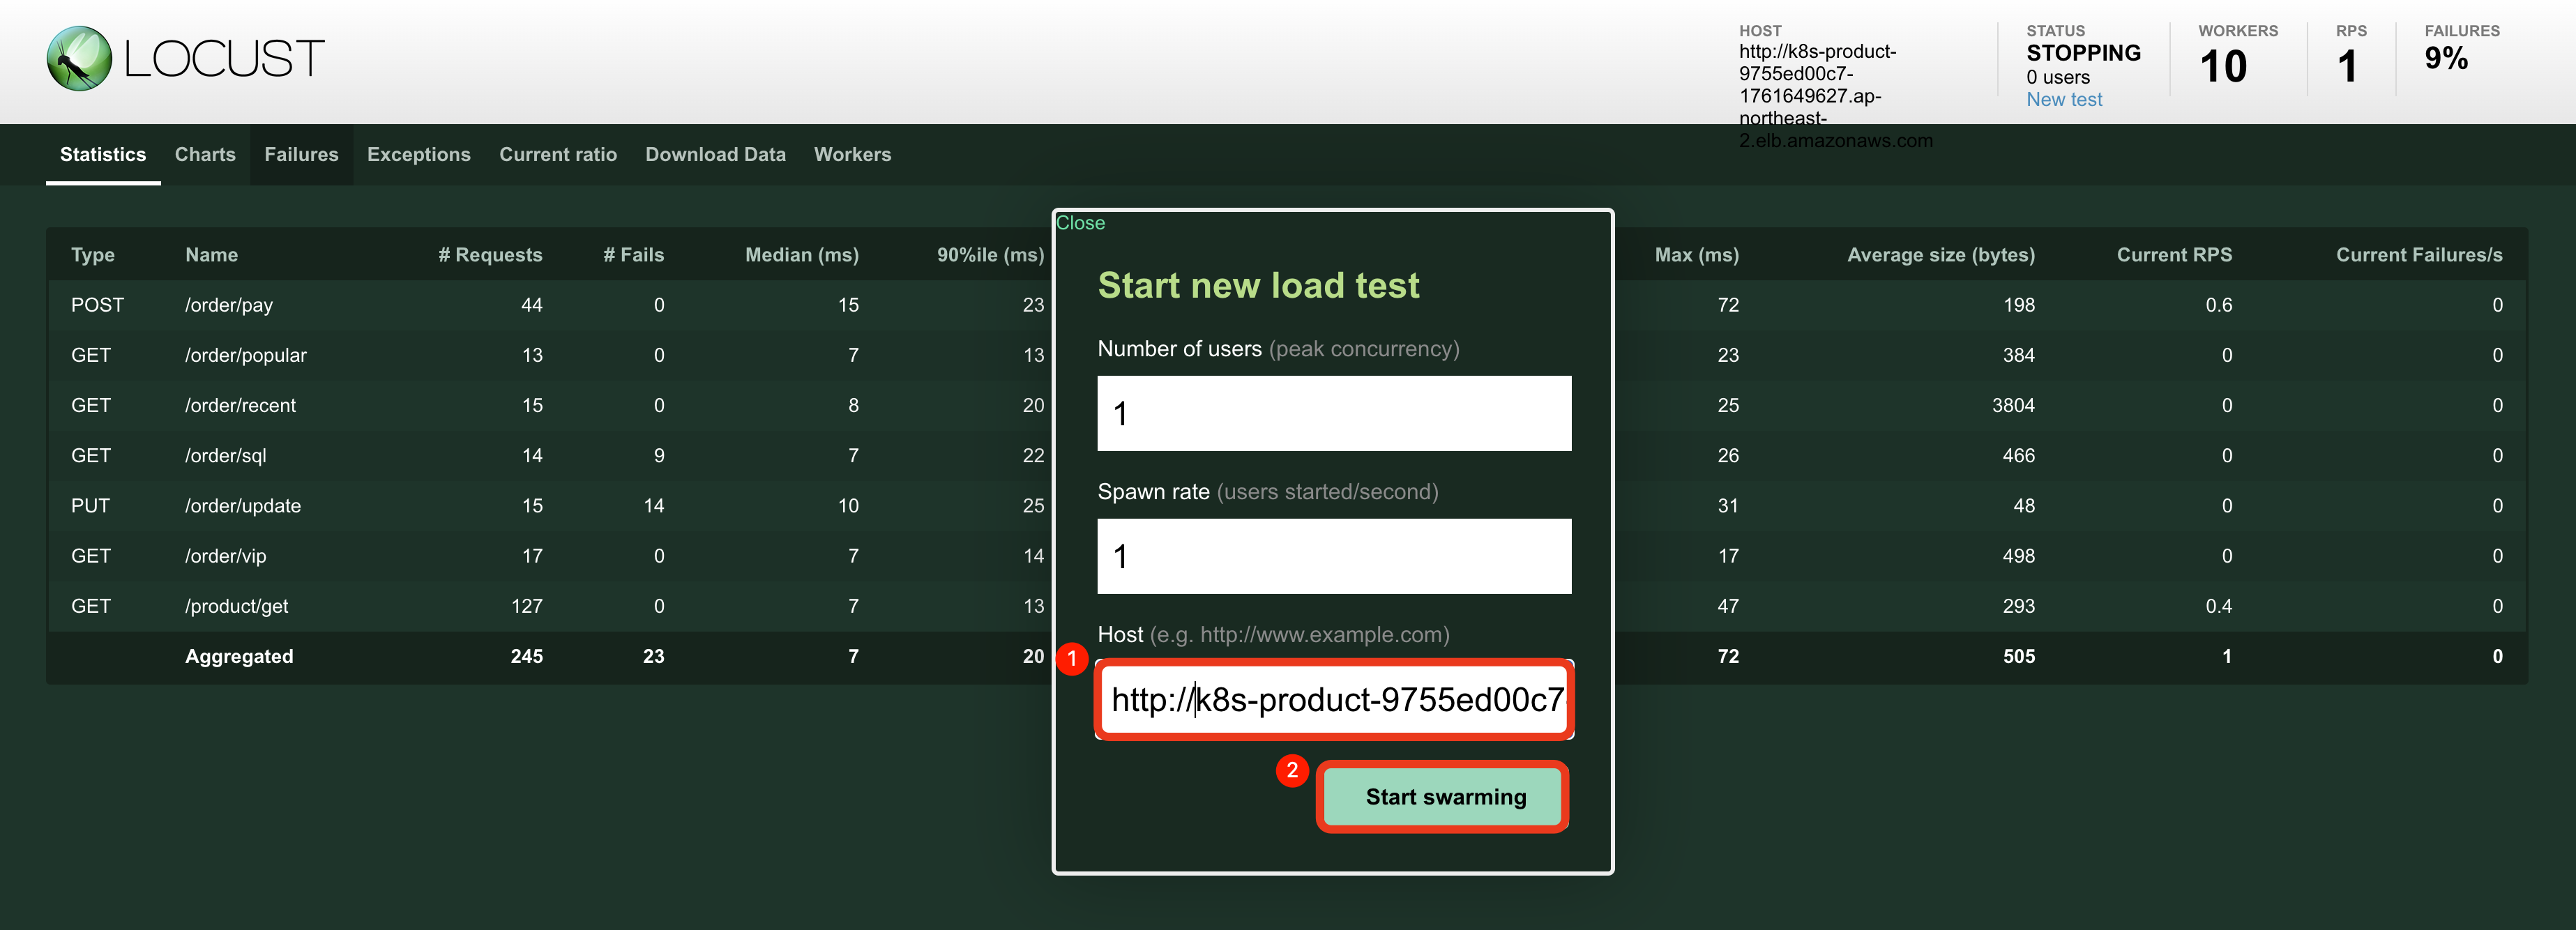 LOCUST
HOST
http://k8s-product-
9755ed00c7-
1761649627.ap-
northeast-
2.elb.amazonaws.com
STATUS
STOPPING
0 users
New test
WORKERS
10
RPS
1
FAILURES
9%
Statistics Charts Failures Exceptions Current ratio Download Data Workers
Type Name # Requests # Fails Median (ms) 90%ile (ms) Max (ms) Average size (bytes) Current RPS Current Failures/s
POST /order/pay 44 0 15 23 72 198 0.6 0
GET /order/popular 13 0 7 13 23 384 0 0
GET /order/recent 15 0 8 20 25 3804 0 0
GET /order/sql 14 9 7 22 26 466 0 0
PUT /order/update 15 14 10 25 31 48 0 0
GET /order/vip 17 0 7 14 17 498 0 0
GET /product/get 127 0 7 13 47 293 0.4 0
Aggregated 245 23 7 20 72 505 1 0
Close
Start new load test
Number of users (peak concurrency)
1
Spawn rate (users started/second)
1
Host (e.g. http://www.example.com)
1
http://k8s-product-9755ed00c7
2
Start swarming